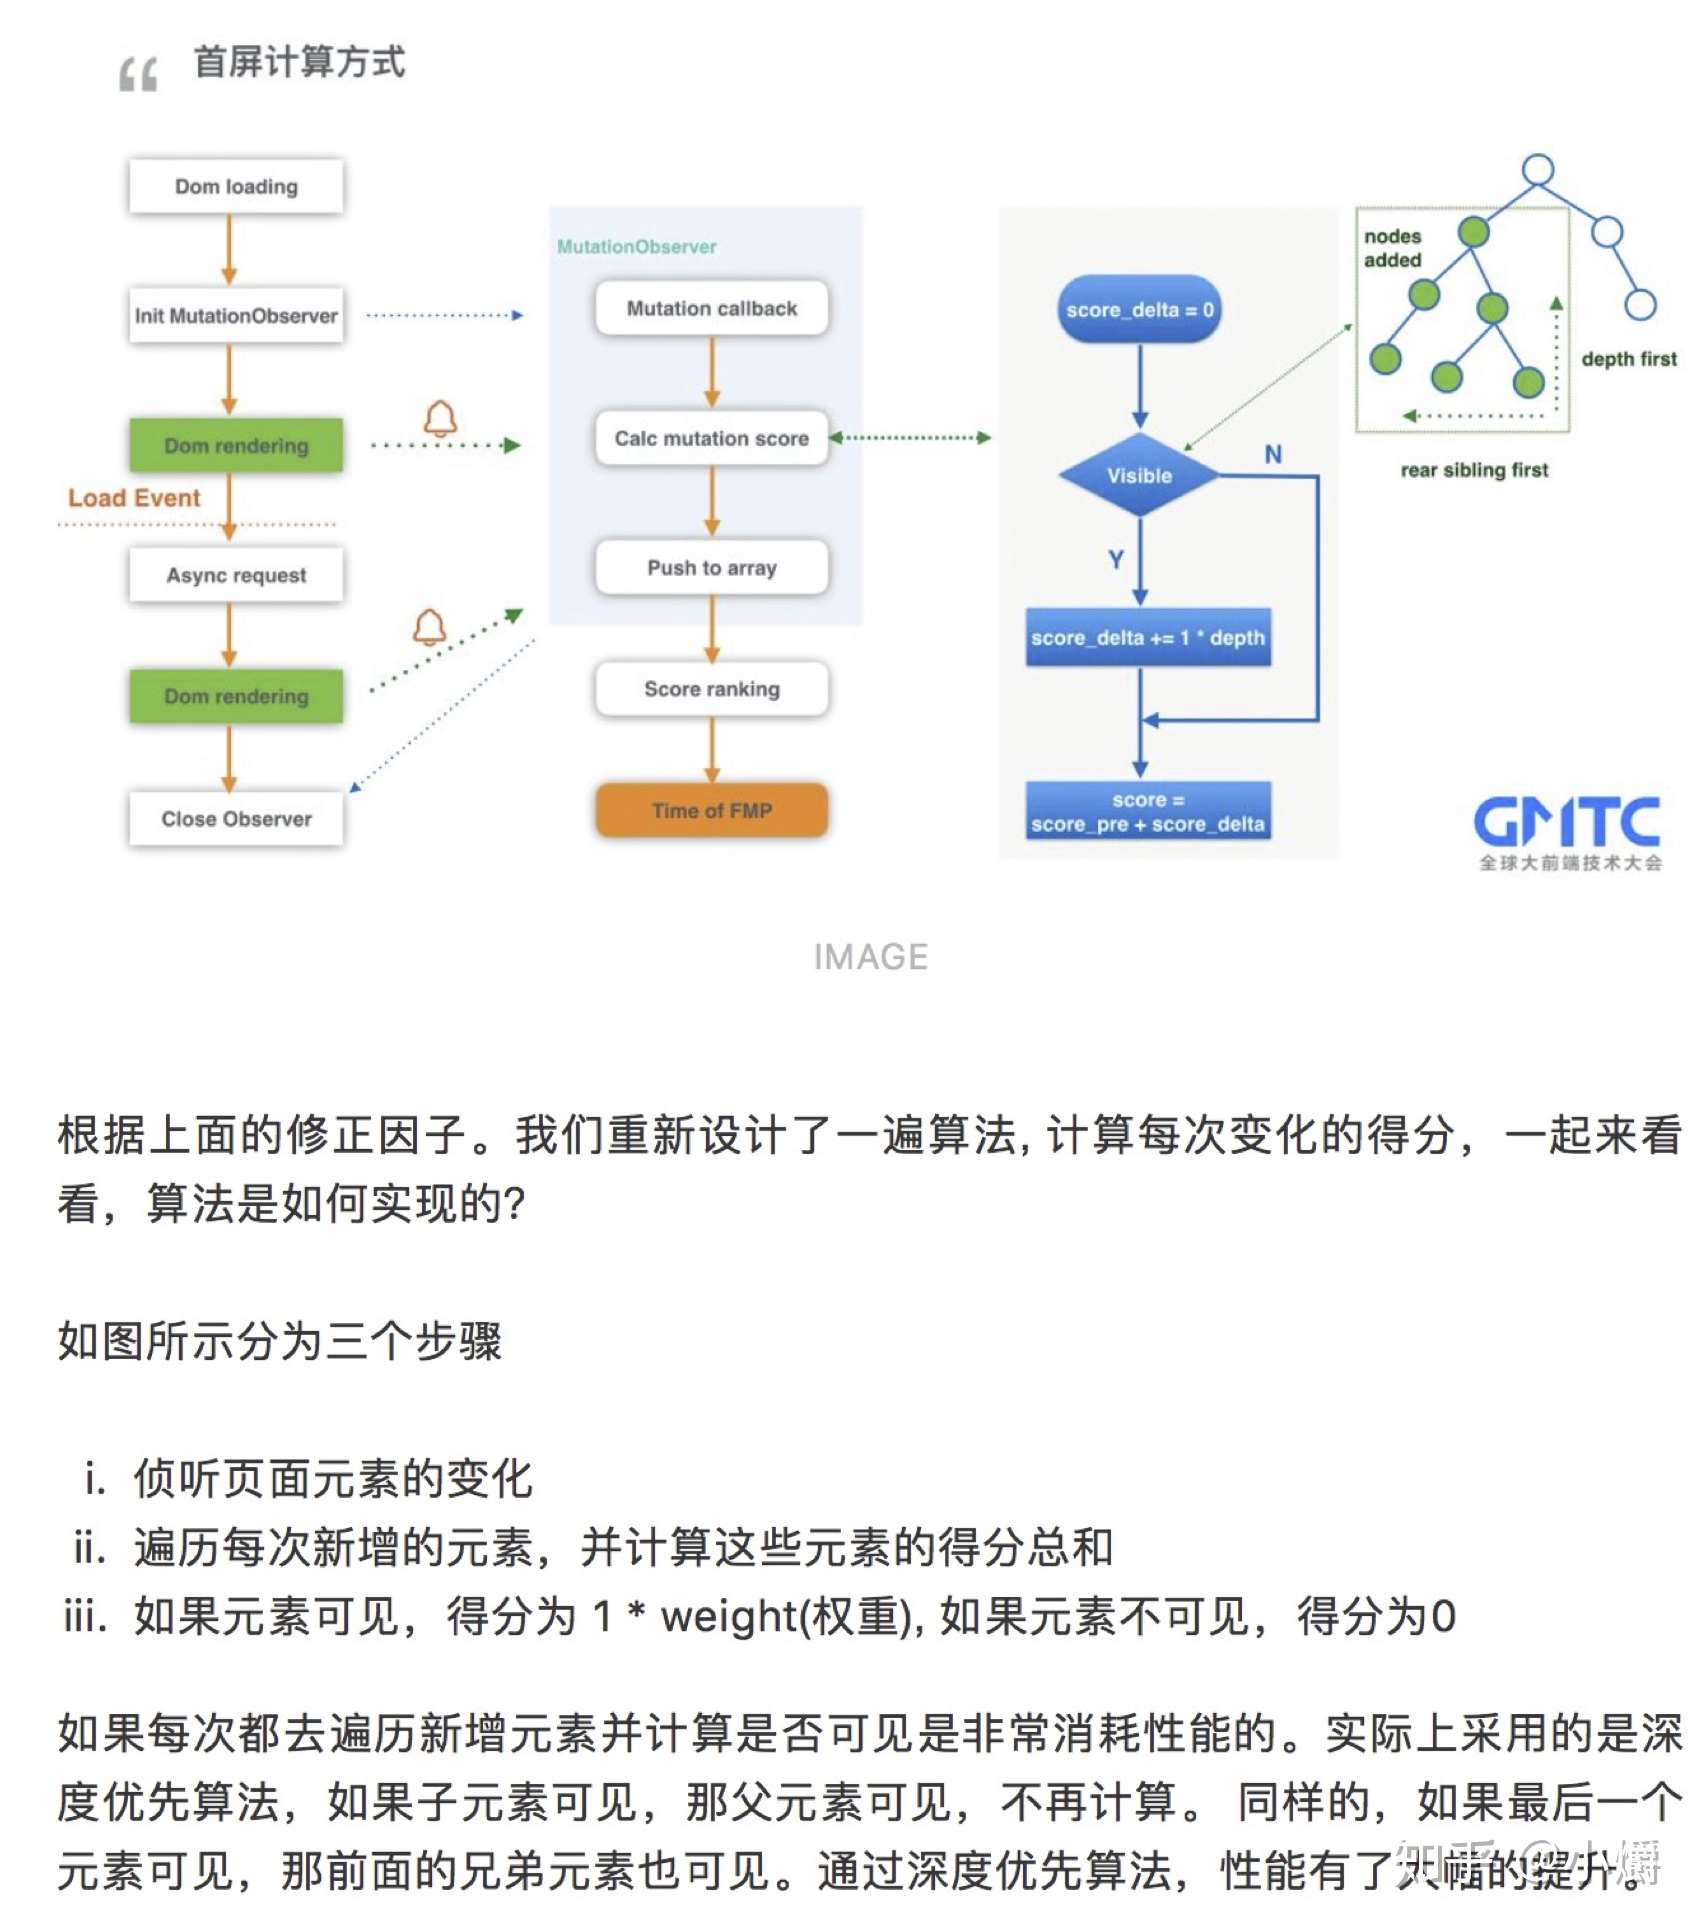 “ 首屏计算方式
Dom loading
Init MutationObserver
Dom rendering
Load Event
Async request
Dom rendering
Close Observer
MutationObserver
Mutation callback
Calc mutation score
Push to array
Score ranking
Time of FMP
score_delta = 0
Visible
N
Y
score_delta += 1 * depth
score =
score_pre + score_delta
nodes
added
depth first
rear sibling first
GMTC
全球大前端技术大会
IMAGE
根据上面的修正因子。我们重新设计了一遍算法, 计算每次变化的得分，一起来看
看，算法是如何实现的?
如图所示分为三个步骤
i. 侦听页面元素的变化
ii. 遍历每次新增的元素，并计算这些元素的得分总和
iii. 如果元素可见，得分为 1 * weight(权重), 如果元素不可见，得分为0
如果每次都去遍历新增元素并计算是否可见是非常消耗性能的。实际上采用的是深
度优先算法，如果子元素可见，那父元素可见，不再计算。 同样的，如果最后一个
元素可见，那前面的兄弟元素也可见。通过深度优先算法，性能有了大幅的提升。
知乎 @小爝